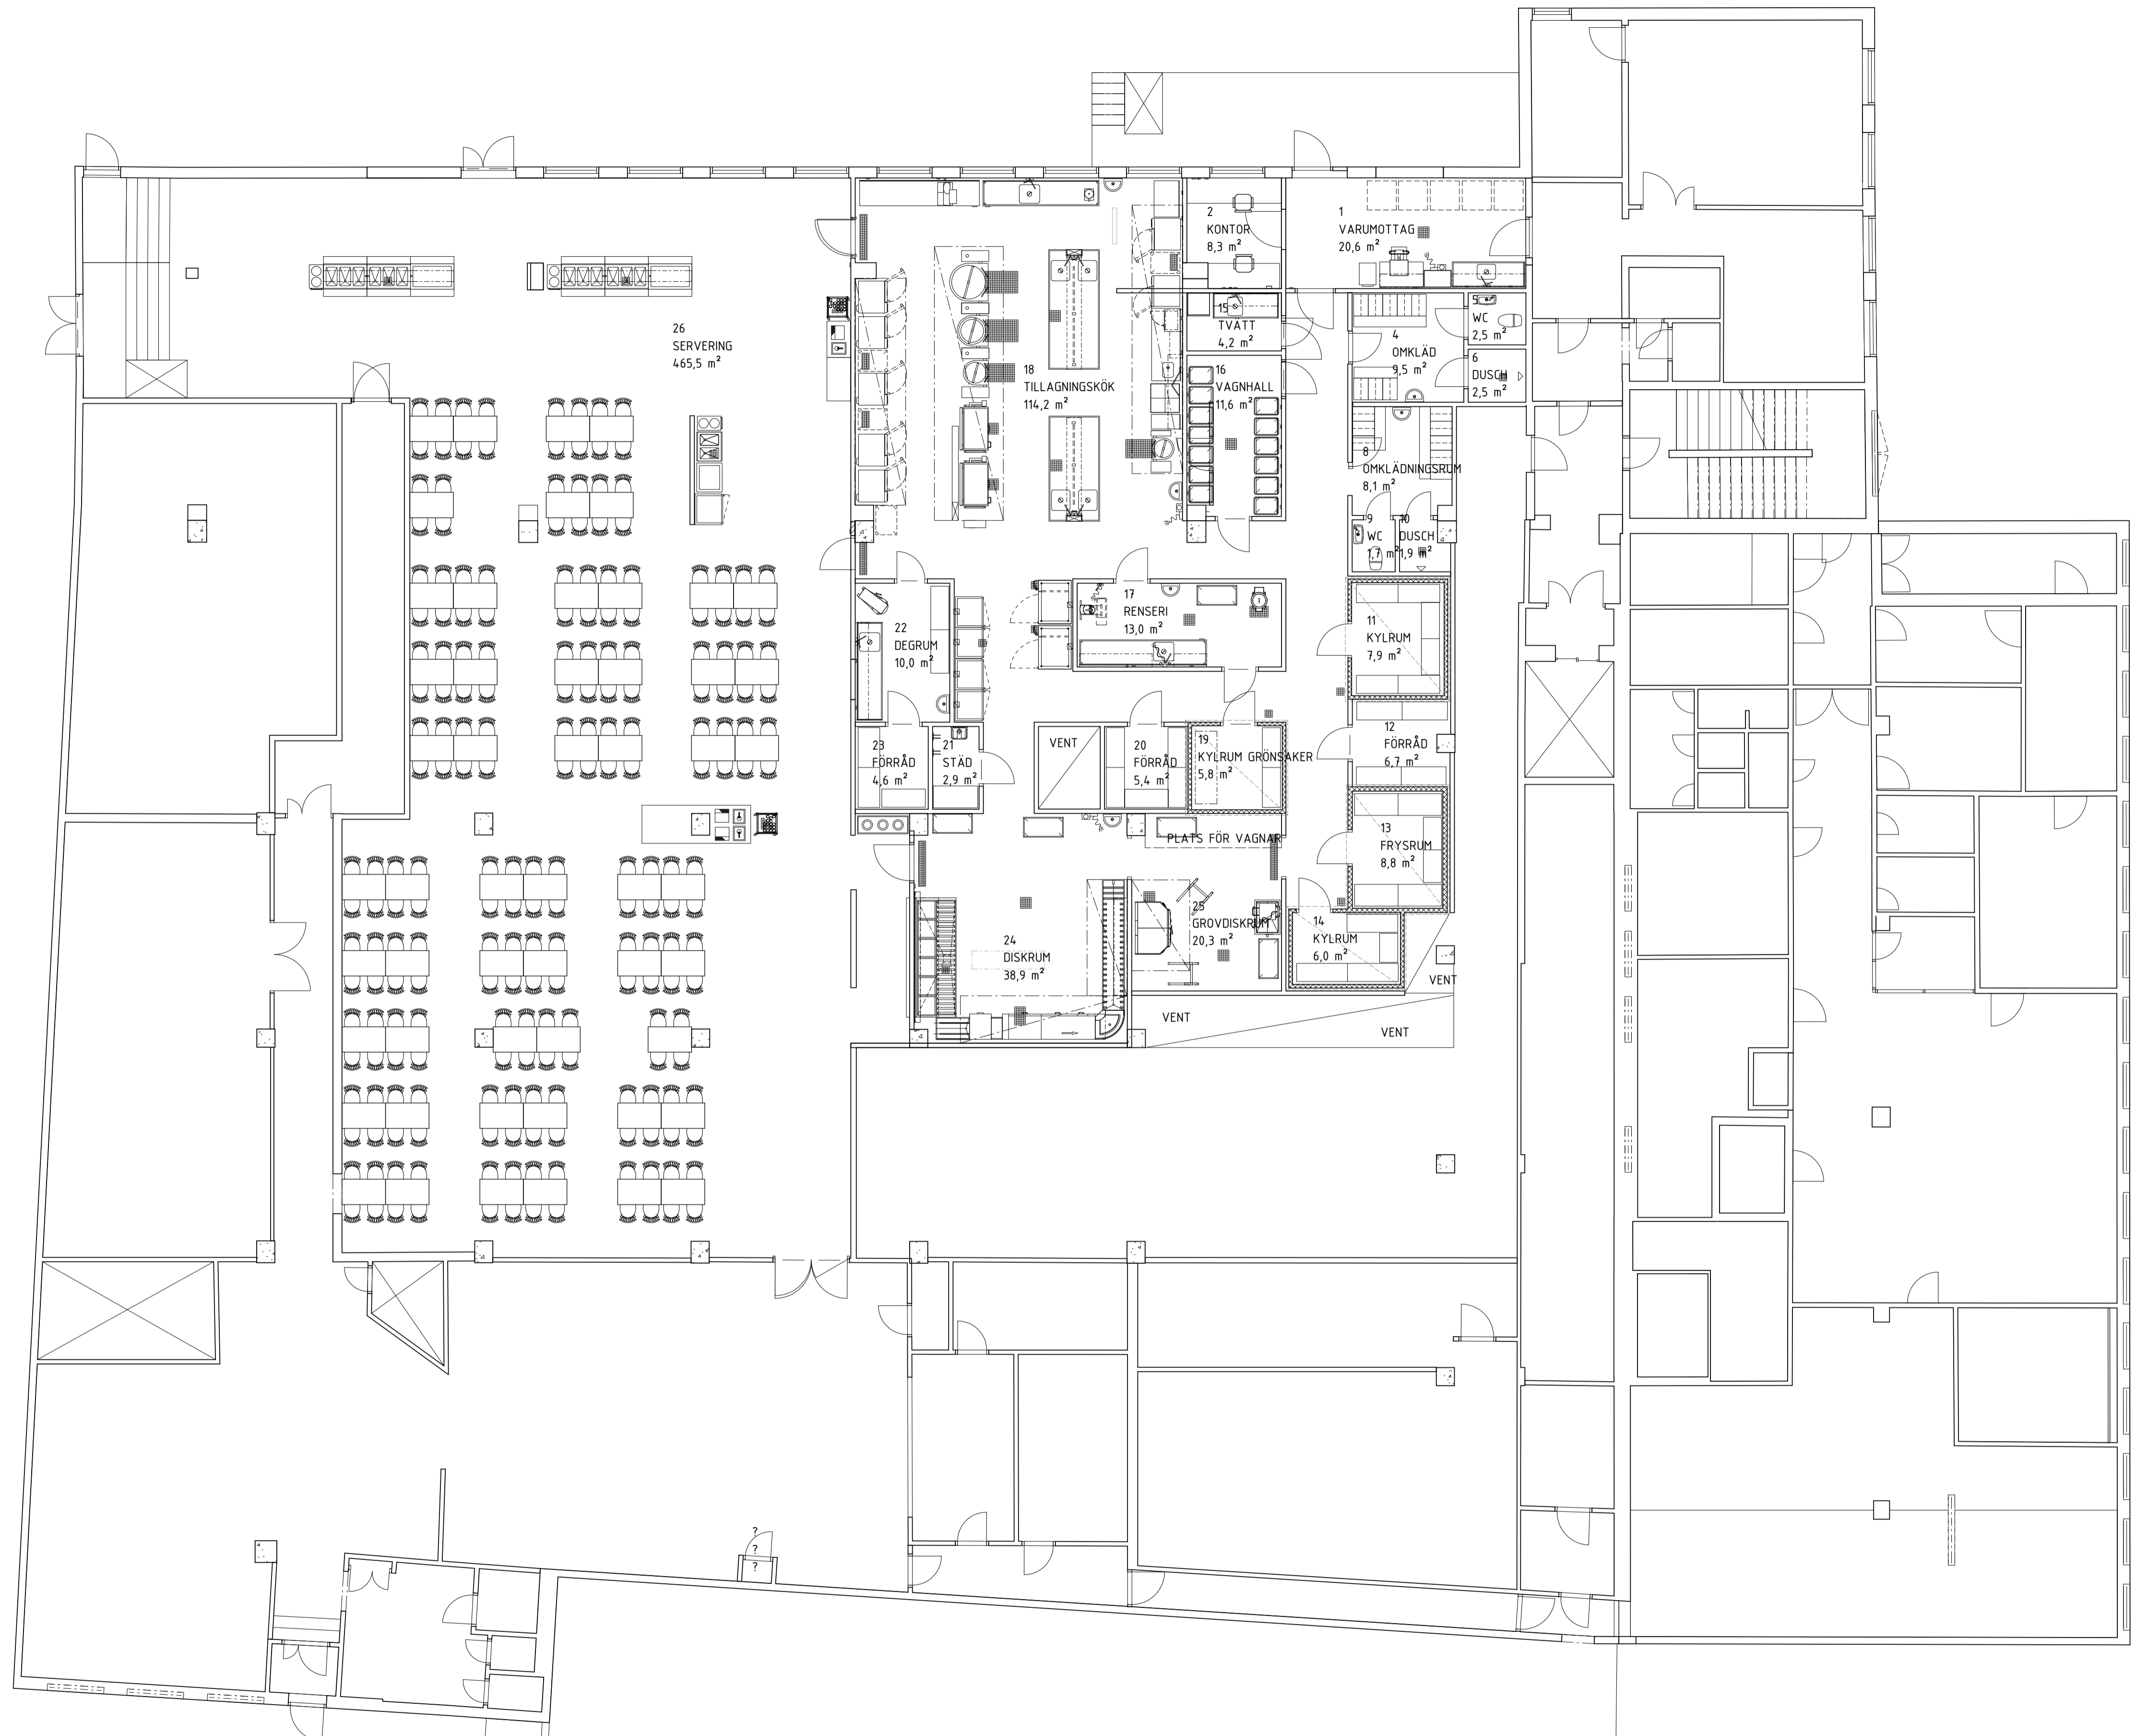 1
VARUMOTTAG
20,6 m²
2
KONTOR
8,3 m²
26
SERVERING
465,5 m²
15
TVÄTT
4,2 m²
5
WC
2,5 m²
4
OMKLÄD
9,5 m²
6
DUSCH
2,5 m²
18
TILLAGNINGSKÖK
114,2 m²
16
VAGNHALL
11,6 m²
8
OMKLÄDNINGSRUM
8,1 m²
9
WC
1,7 m²
10
DUSCH
1,9 m²
17
RENSERI
13,0 m²
11
KYLRUM
7,9 m²
22
DEGRUM
10,0 m²
23
FÖRRÅD
4,6 m²
21
STÄD
2,9 m²
VENT
20
FÖRRÅD
5,4 m²
19
KYLRUM GRÖNSAKER
5,8 m²
12
FÖRRÅD
6,7 m²
PLATS FÖR VAGNAR
13
FRYSRUM
8,8 m²
25
GROVDISKRUM
20,3 m²
14
KYLRUM
6,0 m²
24
DISKRUM
38,9 m²
VENT
VENT
VENT
?
?
?